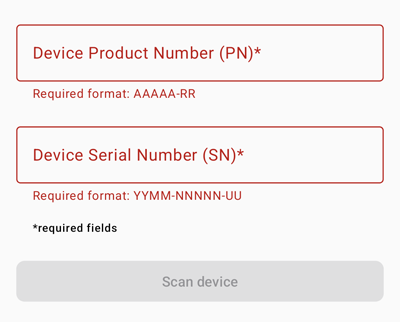 Device Product Number (PN)*
Required format: AAAAA-RR
Device Serial Number (SN)*
Required format: YYMM-NNNNN-UU
*required fields
Scan device